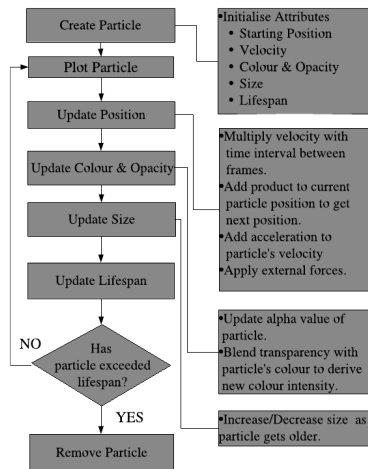 Create Particle
Plot Particle
Update Position
Update Colour & Opacity
Update Size
Update Lifespan
Has
particle exceeded
lifespan?
NO
YES
Remove Particle
•Initialise Attributes
• Starting Position
• Velocity
• Colour & Opacity
• Size
• Lifespan
•Multiply velocity with
time interval between
frames.
•Add product to current
particle position to get
next position.
•Add acceleration to
particle's velocity
•Apply external forces.
•Update alpha value of
particle.
•Blend transparency with
particle's colour to derive
new colour intensity.
•Increase/Decrease size as
particle gets older.